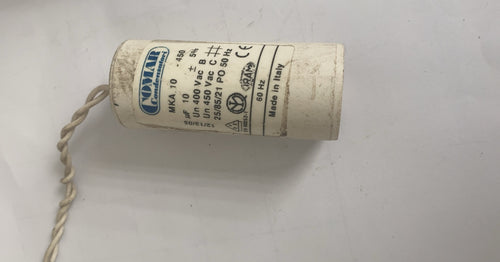 COMAR
Condensatori
MKA 10 - 450
µF 10 ± 5%
Un 400 Vac B
Un 450 Vac C
25/85/21 PO 50 Hz
CE
60 Hz
Made in Italy